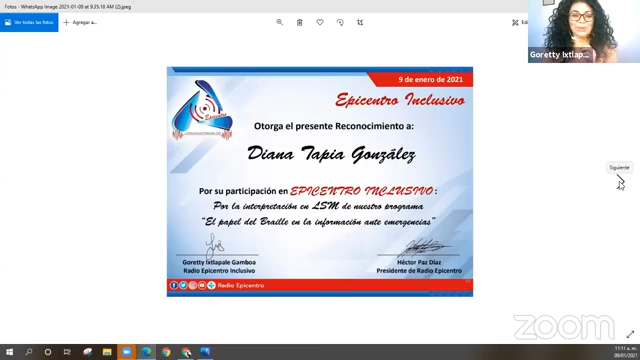 Fotos - WhatsApp Image 2021-01-09 at 9.35.18 AM (2).jpeg
Ver todas las fotos
Agregar a...
Goretty Ixtlapa...
9 de enero de 2021
Epicentro Inclusivo
Epicentro
Otorga el presente Reconocimiento a:
Diana Tapia González
Siguiente
Por su participación en EPICENTRO INCLUSIVO:
Por la interpretación en LSM de nuestro programa
"El papel del Braille en la información ante emergencias"
Goretty Ixtlapale Gamboa
Radio Epicentro Inclusivo
Héctor Paz Díaz
Presidente de Radio Epicentro
Radio Epicentro
zoom
11:11 a. m.
09/01/2021